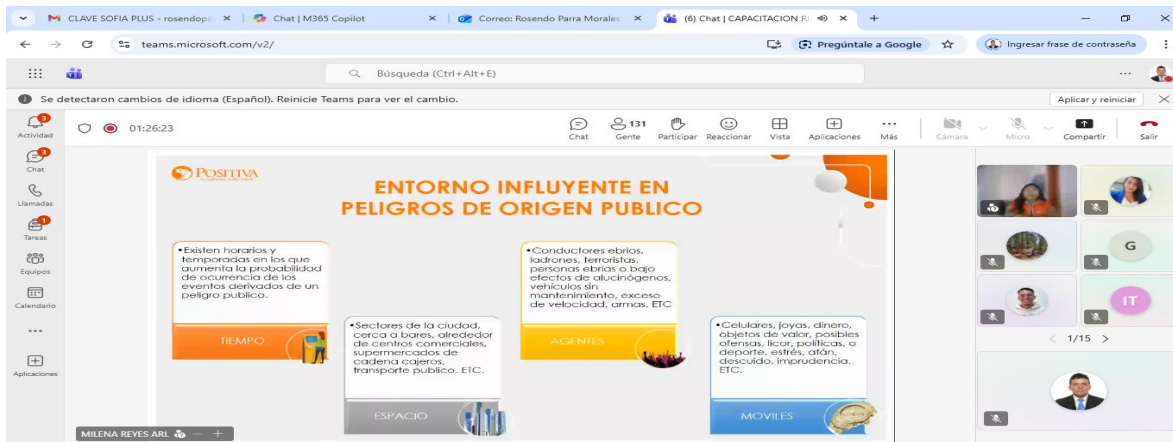 CLAVE SOFIA PLUS - rosendopa
Chat | M365 Copilot
Correo: Rosendo Parra Morales
(6) Chat | CAPACITACION RI
teams.microsoft.com/v2/
Pregúntale a Google
Ingresar frase de contraseña
Búsqueda (Ctrl+Alt+E)
Se detectaron cambios de idioma (Español). Reinicie Teams para ver el cambio.
Aplicar y reiniciar
Actividad
Chat
Llamadas
Tareas
Equipos
Calendario
Aplicaciones
01:26:23
Chat
131
Gente
Participar
Reaccionar
Vista
Aplicaciones
Más
Cámara
Micro
Compartir
Salir
POSITIVA
ENTORNO INFLUYENTE EN
PELIGROS DE ORIGEN PUBLICO
•Existen horarios y
temporadas en los que
aumenta la probabilidad
de ocurrencia de los
eventos derivados de un
peligro publico.
TIEMPO
•Sectores de la ciudad,
cerca a bares, alrededor
de centros comerciales,
supermercados de
cadena cajeros,
transporte publico. ETC.
ESPACIO
•Conductores ebrios,
ladrones, terroristas,
personas ebrias o bajo
efectos de alucinógenos,
vehículos sin
mantenimiento, exceso
de velocidad, armas. ETC
AGENTES
•Celulares, joyas, dinero,
objetos de valor, posibles
ofensas, licor, políticas, o
deporte, estrés, afán,
descuido, imprudencia.
ETC.
MOVILES
MILENA REYES ARL
G
IT
1/15